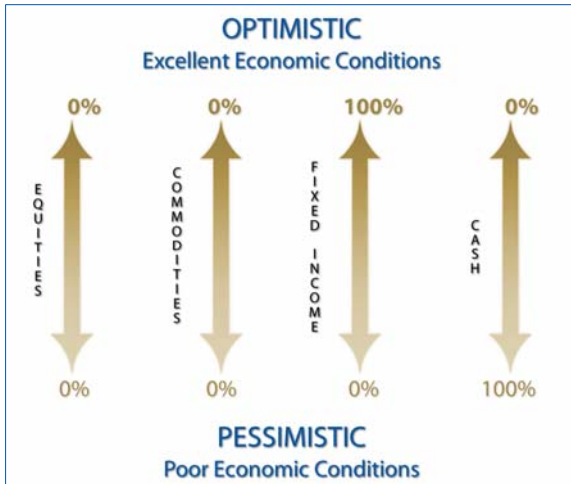 OPTIMISTIC
Excellent Economic Conditions
0% 0% 100% 0%
EQUITIES
COMMODITIES
FIXED INCOME
CASH
0% 0% 0% 100%
PESSIMISTIC
Poor Economic Conditions